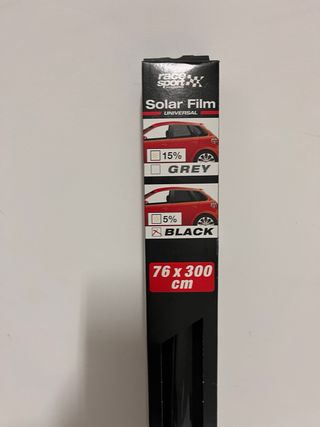 race
sport
Solar Film
UNIVERSAL
15%
GREY
5%
BLACK
76 x 300
cm